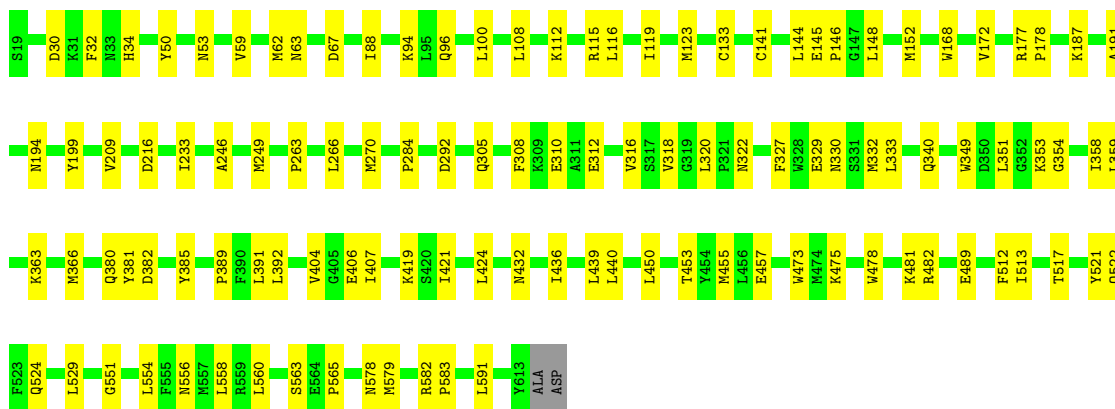 S19 D30 K31 F32 N33 H34 Y50 N53 V59 M62 N63 D67 I88 K94 L95 Q96 L100 L108 K112 R115 L116 I119 M123 C133 C141 L144 E145 P146 G147 L148 M152 W168 V172 R177 P178 K187 A191
N194 Y199 V209 D216 I233 A246 M249 P263 L266 M270 P284 D292 Q305 F308 K309 E310 A311 E312 V316 S317 V318 G319 L320 P321 N322 F327 W328 E329 N330 S331 M332 L333 Q340 W349 D350 L351 G352 K353 G354 I358 L359
K363 M366 Q380 Y381 D382 Y385 P389 F390 L391 L392 V404 G405 E406 I407 K419 S420 I421 L424 N432 I436 L439 L440 L450 T453 Y454 M455 L456 E457 W473 M474 K475 W478 K481 R482 E489 F512 I513 T517 Y521
F523 Q524 L529 G551 L554 F555 N556 M557 L558 R559 L560 S563 E564 P565 N578 M579 R582 P583 L591 Y613 ALA ASP